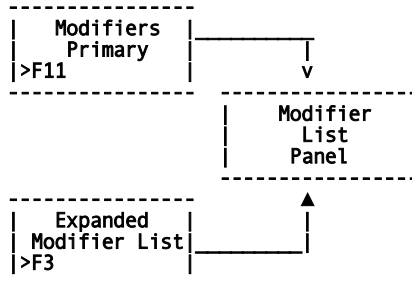 Modifiers
Primary
>F11
Modifier
List
Panel
Expanded
Modifier List
>F3